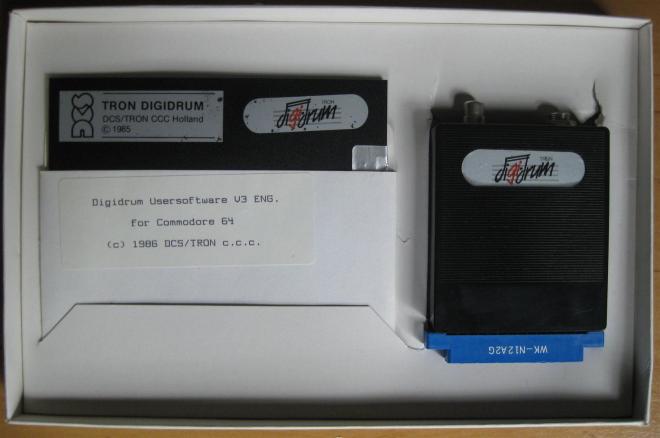 DCS
TRON DIGIDRUM
DCS/TRON CCC Holland
© 1985
TRON
digidrum
Digidrum Usersoftware V3 ENG.
for Commodore 64
(c) 1986 DCS/TRON c.c.c.
TRON
digidrum
WK-N12A2G